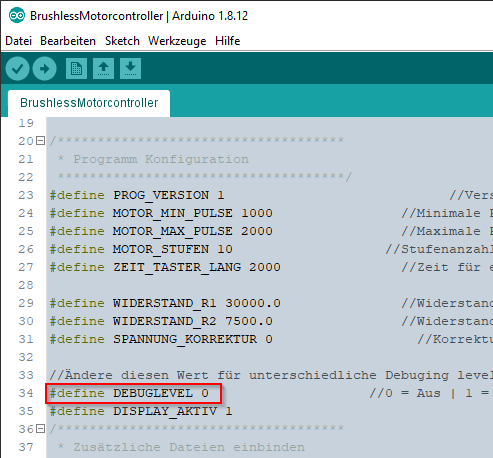 BrushlessMotorcontroller | Arduino 1.8.12
Datei Bearbeiten Sketch Werkzeuge Hilfe
BrushlessMotorcontroller
19
20 /************************************
21 * Programm Konfiguration
22 ************************************/
23 #define PROG_VERSION 1 //Vers
24 #define MOTOR_MIN_PULSE 1000 //Minimale P
25 #define MOTOR_MAX_PULSE 2000 //Maximale P
26 #define MOTOR_STUFEN 10 //Stufenanzahl
27 #define ZEIT_TASTER_LANG 2000 //Zeit für e
28
29 #define WIDERSTAND_R1 30000.0 //Widerstand
30 #define WIDERSTAND_R2 7500.0 //Widerstand
31 #define SPANNUNG_KORREKTUR 0 //Korrektu
32
33 //Ändere diesen Wert für unterschiedliche Debuging level
34 #define DEBUGLEVEL 0 //0 = Aus | 1 =
35 #define DISPLAY_AKTIV 1
36 /************************************
37 * Zusätzliche Dateien einbinden